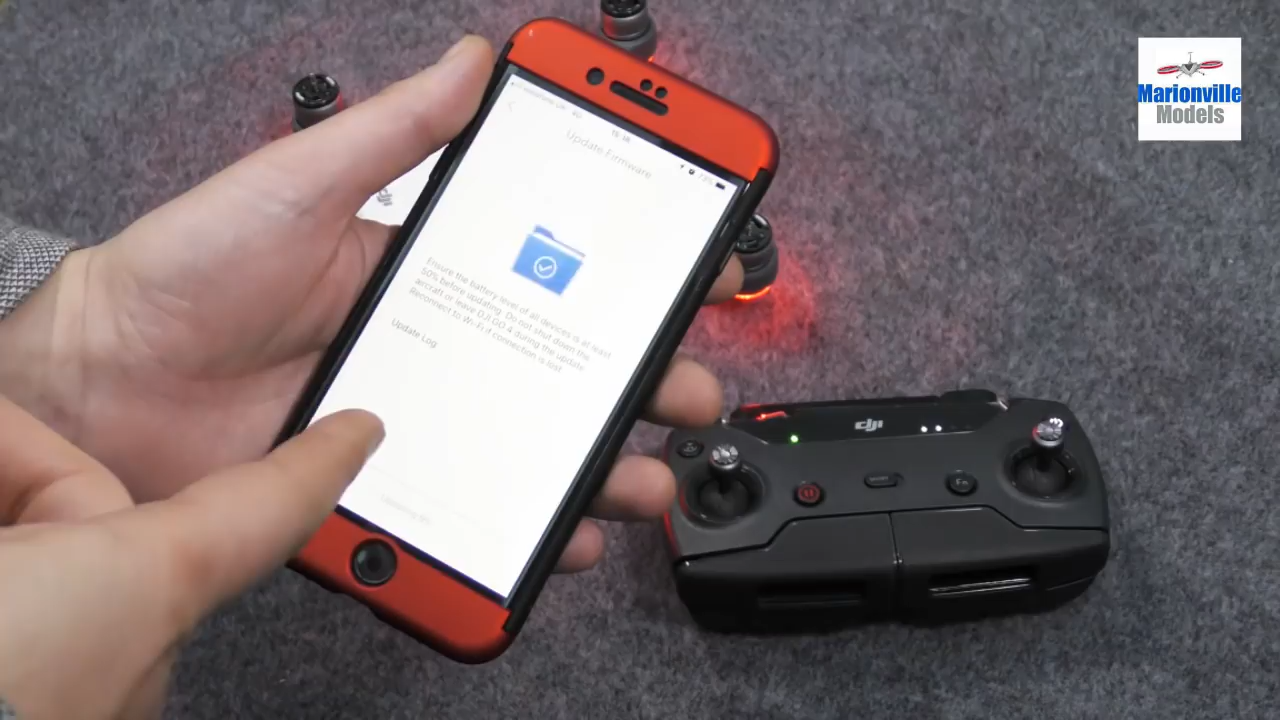 Marionville
Models
Update Firmware
Ensure the battery level of all devices is at least
50% before updating. Do not shut down the
aircraft or leave DJI GO 4 during the update.
Reconnect to Wi-Fi if connection is lost.
Update Log
dji
Fn